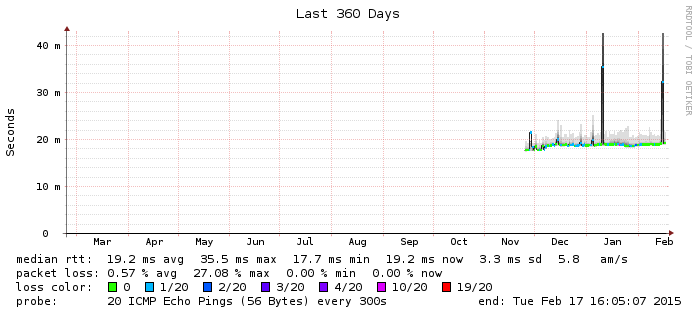 Last 360 Days
RRDTOOL / TOBI OETIKER
Seconds
40 m
30 m
20 m
10 m
0
Mar Apr May Jun Jul Aug Sep Oct Nov Dec Jan Feb
median rtt: 19.2 ms avg 35.5 ms max 17.7 ms min 19.2 ms now 3.3 ms sd 5.8 am/s
packet loss: 0.57 % avg 27.08 % max 0.00 % min 0.00 % now
loss color: 0 1/20 2/20 3/20 4/20 10/20 19/20
probe: 20 ICMP Echo Pings (56 Bytes) every 300s end: Tue Feb 17 16:05:07 2015